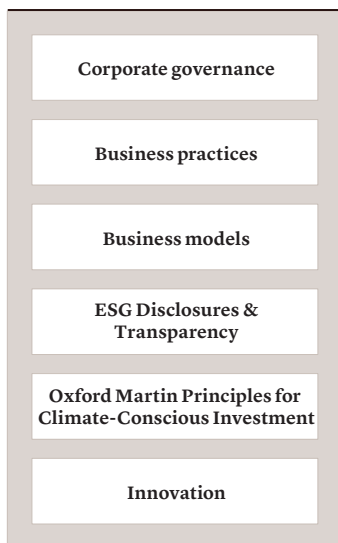 Corporate governance
Business practices
Business models
ESG Disclosures &
Transparency
Oxford Martin Principles for
Climate-Conscious Investment
Innovation